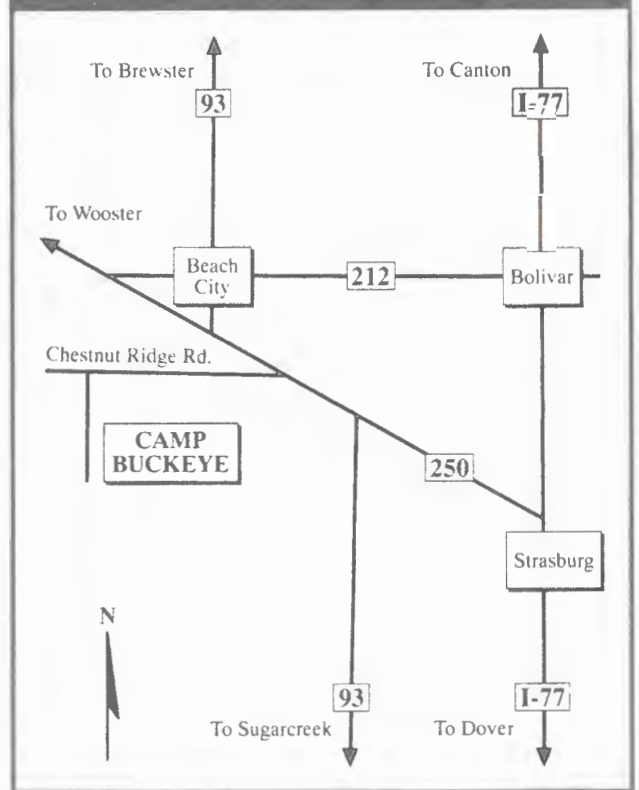 To Brewster
To Canton
93
I-77
To Wooster
Beach
City
212
Bolivar
Chestnut Ridge Rd.
CAMP
BUCKEYE
250
Strasburg
N
93
I-77
To Sugarcreek
To Dover